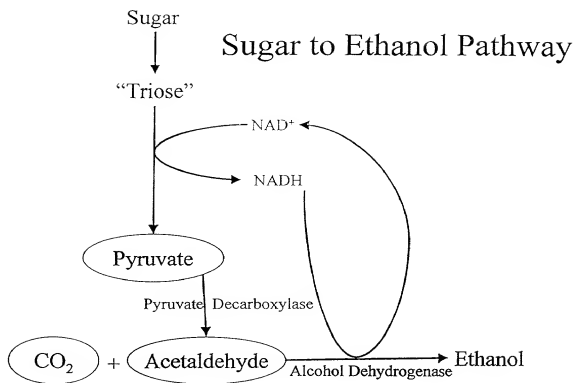 Sugar
Sugar to Ethanol Pathway
“Triose”
NAD⁺
NADH
Pyruvate
Pyruvate Decarboxylase
CO₂ + Acetaldehyde
Alcohol Dehydrogenase
Ethanol